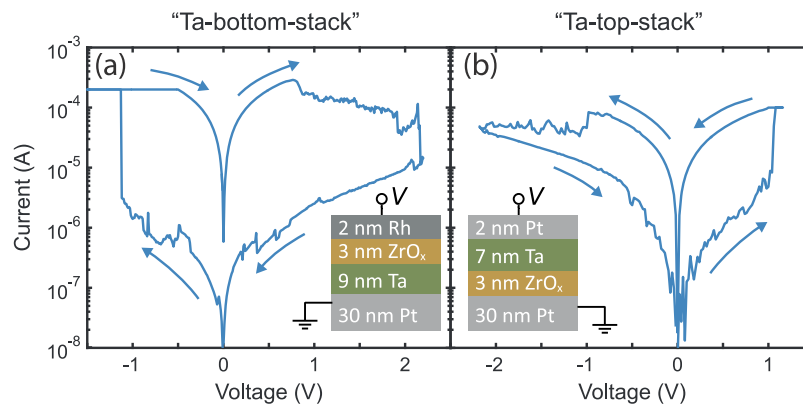 “Ta-bottom-stack”
“Ta-top-stack”
(a)
(b)
10⁻³
10⁻⁴
10⁻⁵
10⁻⁶
10⁻⁷
10⁻⁸
Current (A)
V
2 nm Rh
3 nm ZrOₓ
9 nm Ta
30 nm Pt
V
2 nm Pt
7 nm Ta
3 nm ZrOₓ
30 nm Pt
-1 0 1 2
-2 -1 0 1
Voltage (V)
Voltage (V)